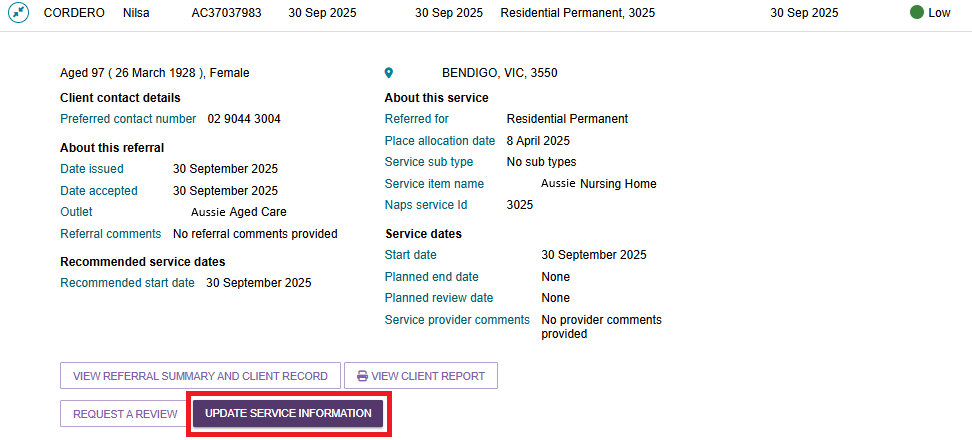 CORDERO Nilsa AC37037983 30 Sep 2025 30 Sep 2025 Residential Permanent, 3025 30 Sep 2025 Low
Aged 97 ( 26 March 1928 ), Female
Client contact details
Preferred contact number 02 9044 3004
About this referral
Date issued 30 September 2025
Date accepted 30 September 2025
Outlet Aussie Aged Care
Referral comments No referral comments provided
Recommended service dates
Recommended start date 30 September 2025
BENDIGO, VIC, 3550
About this service
Referred for Residential Permanent
Place allocation date 8 April 2025
Service sub type No sub types
Service item name Aussie Nursing Home
Naps service Id 3025
Service dates
Start date 30 September 2025
Planned end date None
Planned review date None
Service provider comments No provider comments
provided
VIEW REFERRAL SUMMARY AND CLIENT RECORD VIEW CLIENT REPORT
REQUEST A REVIEW UPDATE SERVICE INFORMATION